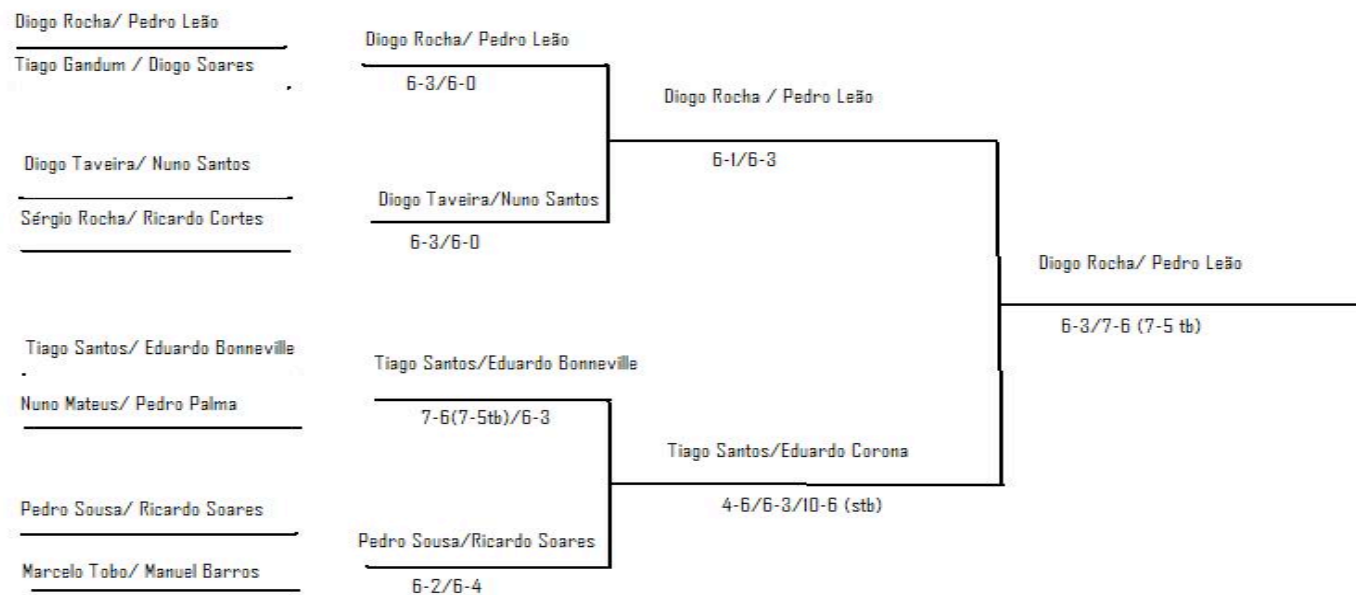 Diogo Rocha/ Pedro Leão
Tiago Gandum / Diogo Soares
Diogo Taveira/ Nuno Santos
Sérgio Rocha/ Ricardo Cortes
Tiago Santos/ Eduardo Bonneville
Nuno Mateus/ Pedro Palma
Pedro Sousa/ Ricardo Soares
Marcelo Tobo/ Manuel Barros
Diogo Rocha/ Pedro Leão
6-3/6-0
Diogo Taveira/Nuno Santos
6-3/6-0
Tiago Santos/Eduardo Bonneville
7-6(7-5tb)/6-3
Pedro Sousa/Ricardo Soares
6-2/6-4
Diogo Rocha / Pedro Leão
6-1/6-3
Tiago Santos/Eduardo Corona
4-6/6-3/10-6 (stb)
Diogo Rocha/ Pedro Leão
6-3/7-6 (7-5 tb)